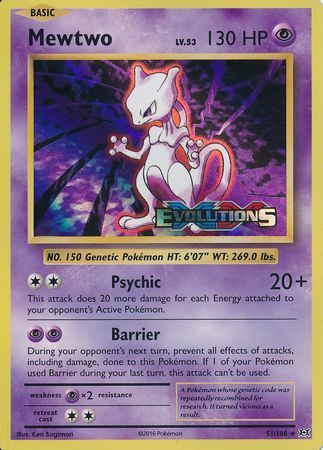 BASIC
Mewtwo LV.53 130 HP
EVOLUTIONS
NO. 150 Genetic Pokémon HT: 6'07" WT: 269.0 lbs.
Psychic 20+
This attack does 20 more damage for each Energy attached to
your opponent's Active Pokémon.
Barrier
During your opponent's next turn, prevent all effects of attacks,
including damage, done to this Pokémon. If 1 of your Pokémon
used Barrier during your last turn, this attack can't be used.
weakness ×2 resistance
retreat
cost
A Pokémon whose genetic code was
repeatedly recombined for
research. It turned vicious as a
result.
Illus. Ken Sugimori ©2016 Pokémon 51/108 ★